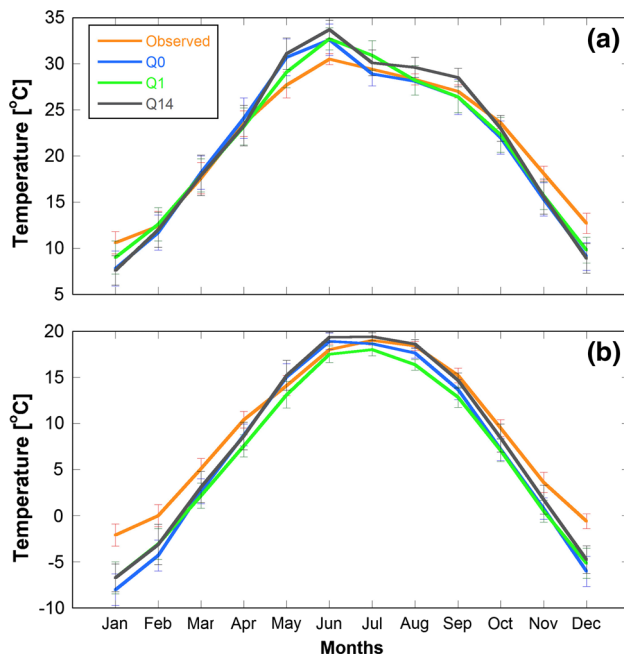 35
30
25
20
15
10
5
Temperature [°C]
Observed
Q0
Q1
Q14
(a)
20
15
10
5
0
-5
-10
Temperature [°C]
(b)
Jan Feb Mar Apr May Jun Jul Aug Sep Oct Nov Dec
Months